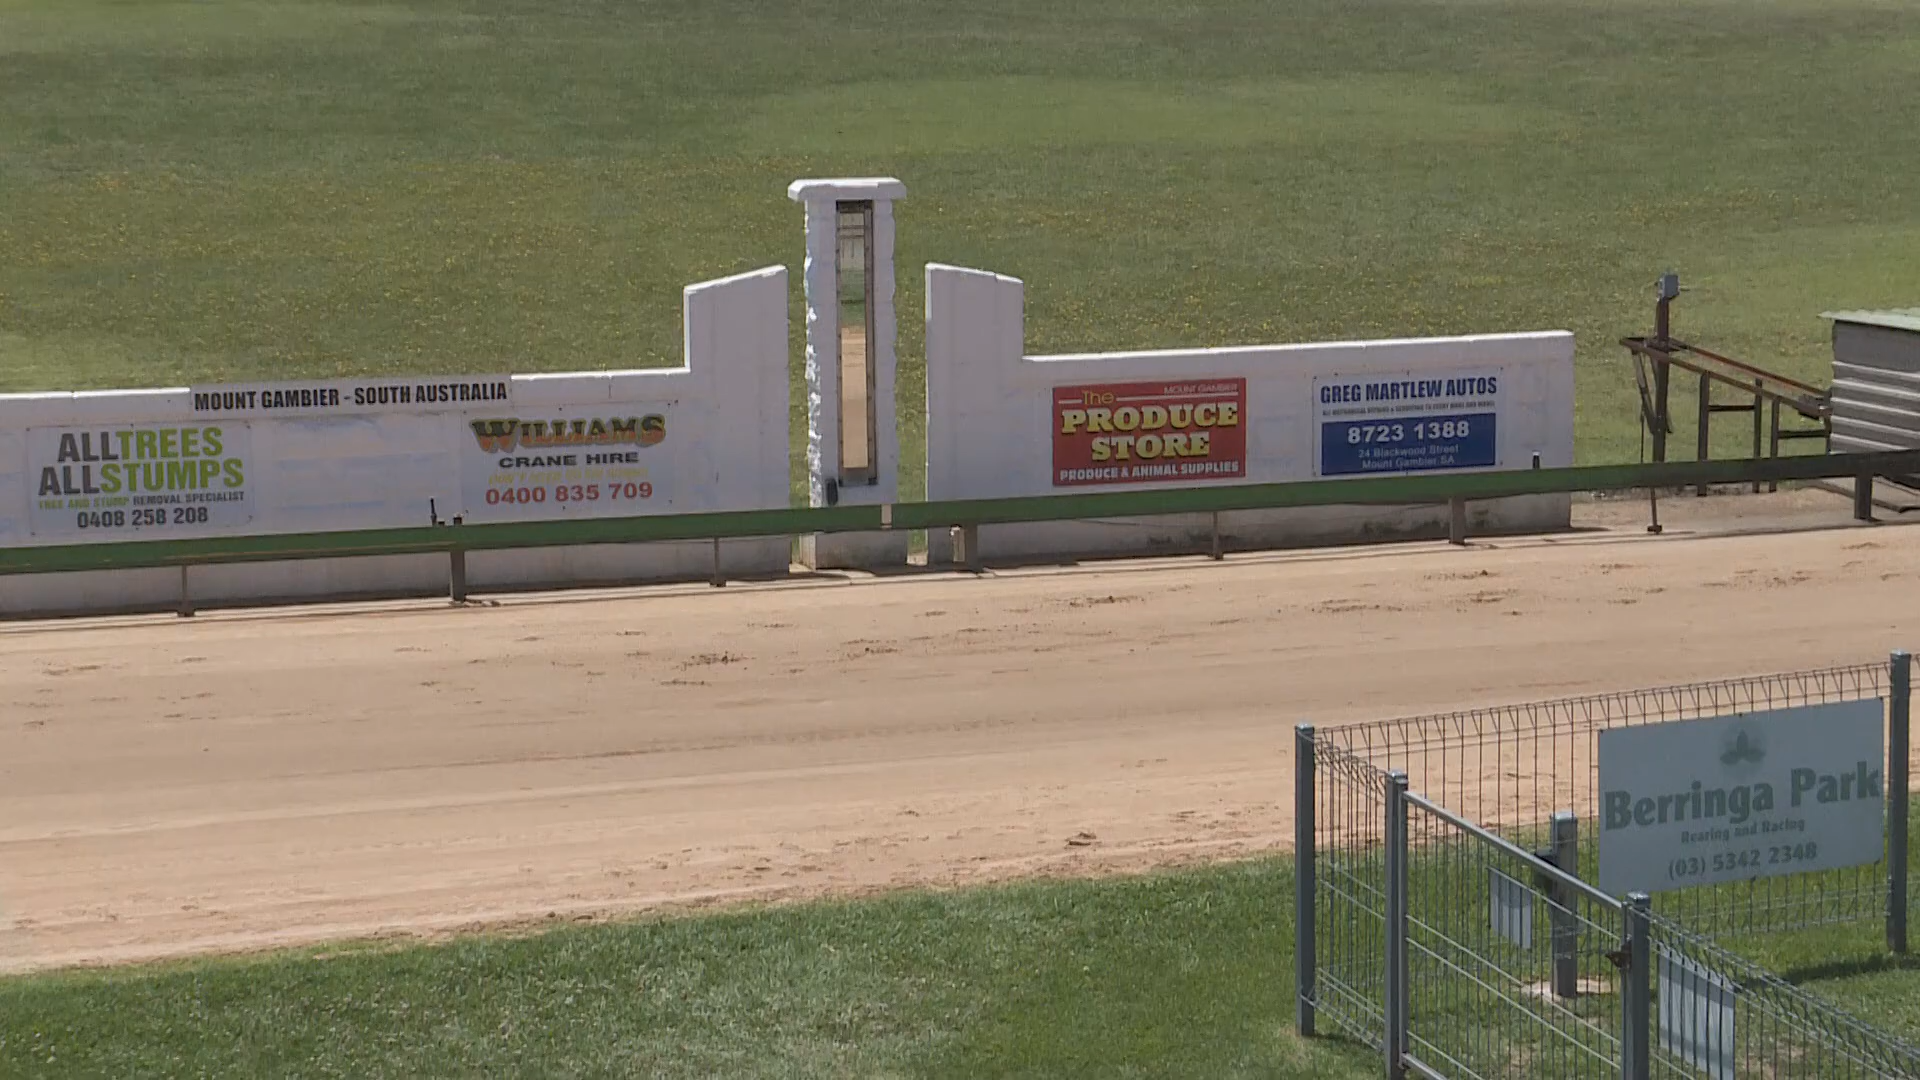 MOUNT GAMBIER - SOUTH AUSTRALIA
ALLTREES
ALLSTUMPS
TREE AND STUMP REMOVAL SPECIALIST
0408 258 208
WILLIAMS
CRANE HIRE
0400 835 709
MOUNT GAMBIER
The
PRODUCE
STORE
PRODUCE & ANIMAL SUPPLIES
GREG MARTLEW AUTOS
8723 1388
24 Blackwood Street
Mount Gambier SA
Berringa Park
Rearing and Racing
(03) 5342 2348